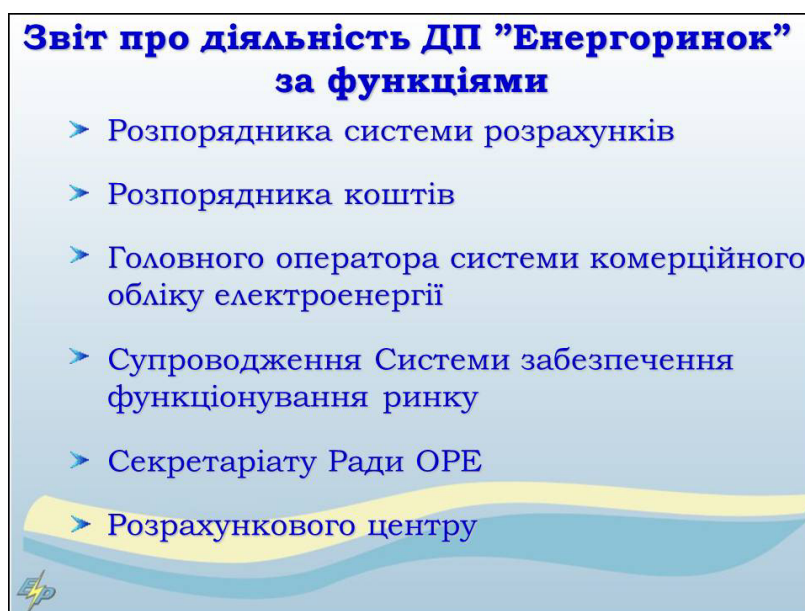 Звіт про діяльність ДП ”Енергоринок”
за функціями
Розпорядника системи розрахунків
Розпорядника коштів
Головного оператора системи комерційного
обліку електроенергії
Супроводження Системи забезпечення
функціонування ринку
Секретаріату Ради ОРЕ
Розрахункового центру